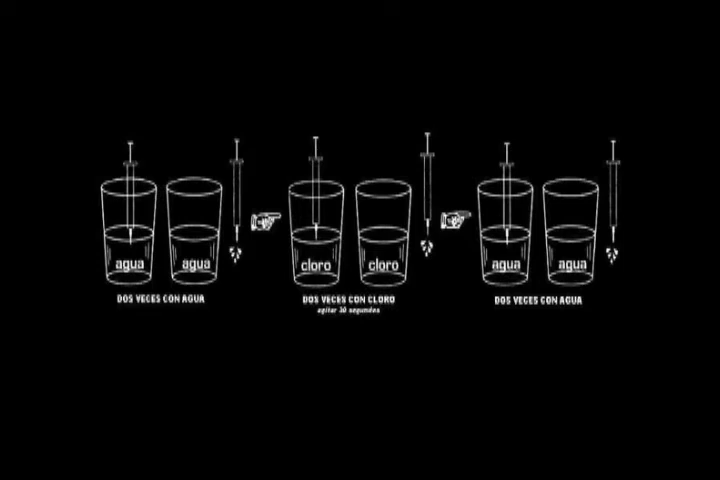 agua agua
DOS VECES CON AGUA
cloro cloro
DOS VECES CON CLORO
agitar 30 segundos
agua agua
DOS VECES CON AGUA